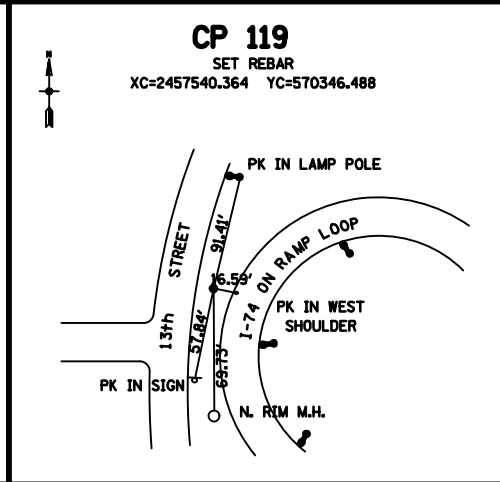 CP 119
SET REBAR
XC=2457540.364 YC=570346.488
N
PK IN LAMP POLE
91.41'
13th STREET
I-74 ON RAMP LOOP
16.59'
PK IN WEST
SHOULDER
57.84'
69.73'
PK IN SIGN
N. RIM M.H.